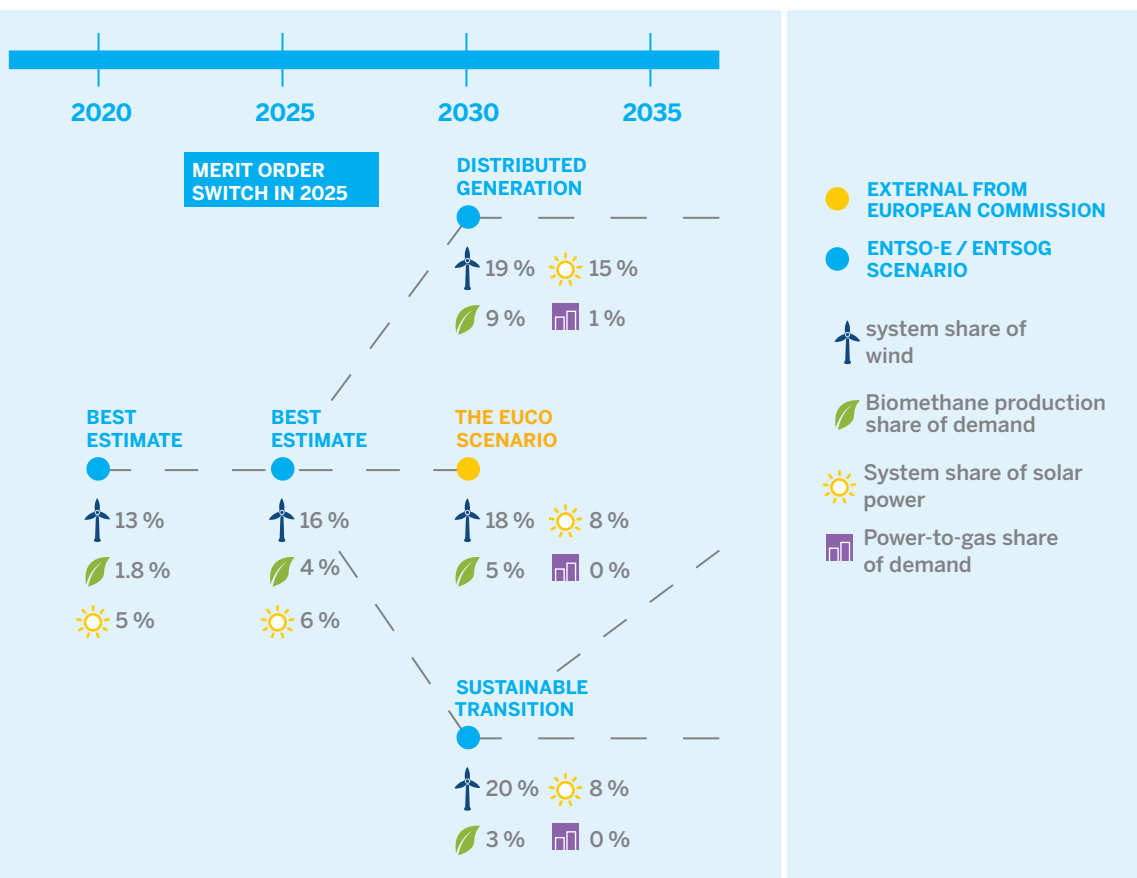 2020
2025
2030
2035
MERIT ORDER
SWITCH IN 2025
DISTRIBUTED
GENERATION
19 %
15 %
9 %
1 %
BEST
ESTIMATE
13 %
1.8 %
5 %
BEST
ESTIMATE
16 %
4 %
6 %
THE EUCO
SCENARIO
18 %
8 %
5 %
0 %
SUSTAINABLE
TRANSITION
20 %
8 %
3 %
0 %
EXTERNAL FROM
EUROPEAN COMMISSION
ENTSO-E / ENTSOG
SCENARIO
system share of
wind
Biomethane production
share of demand
System share of solar
power
Power-to-gas share
of demand